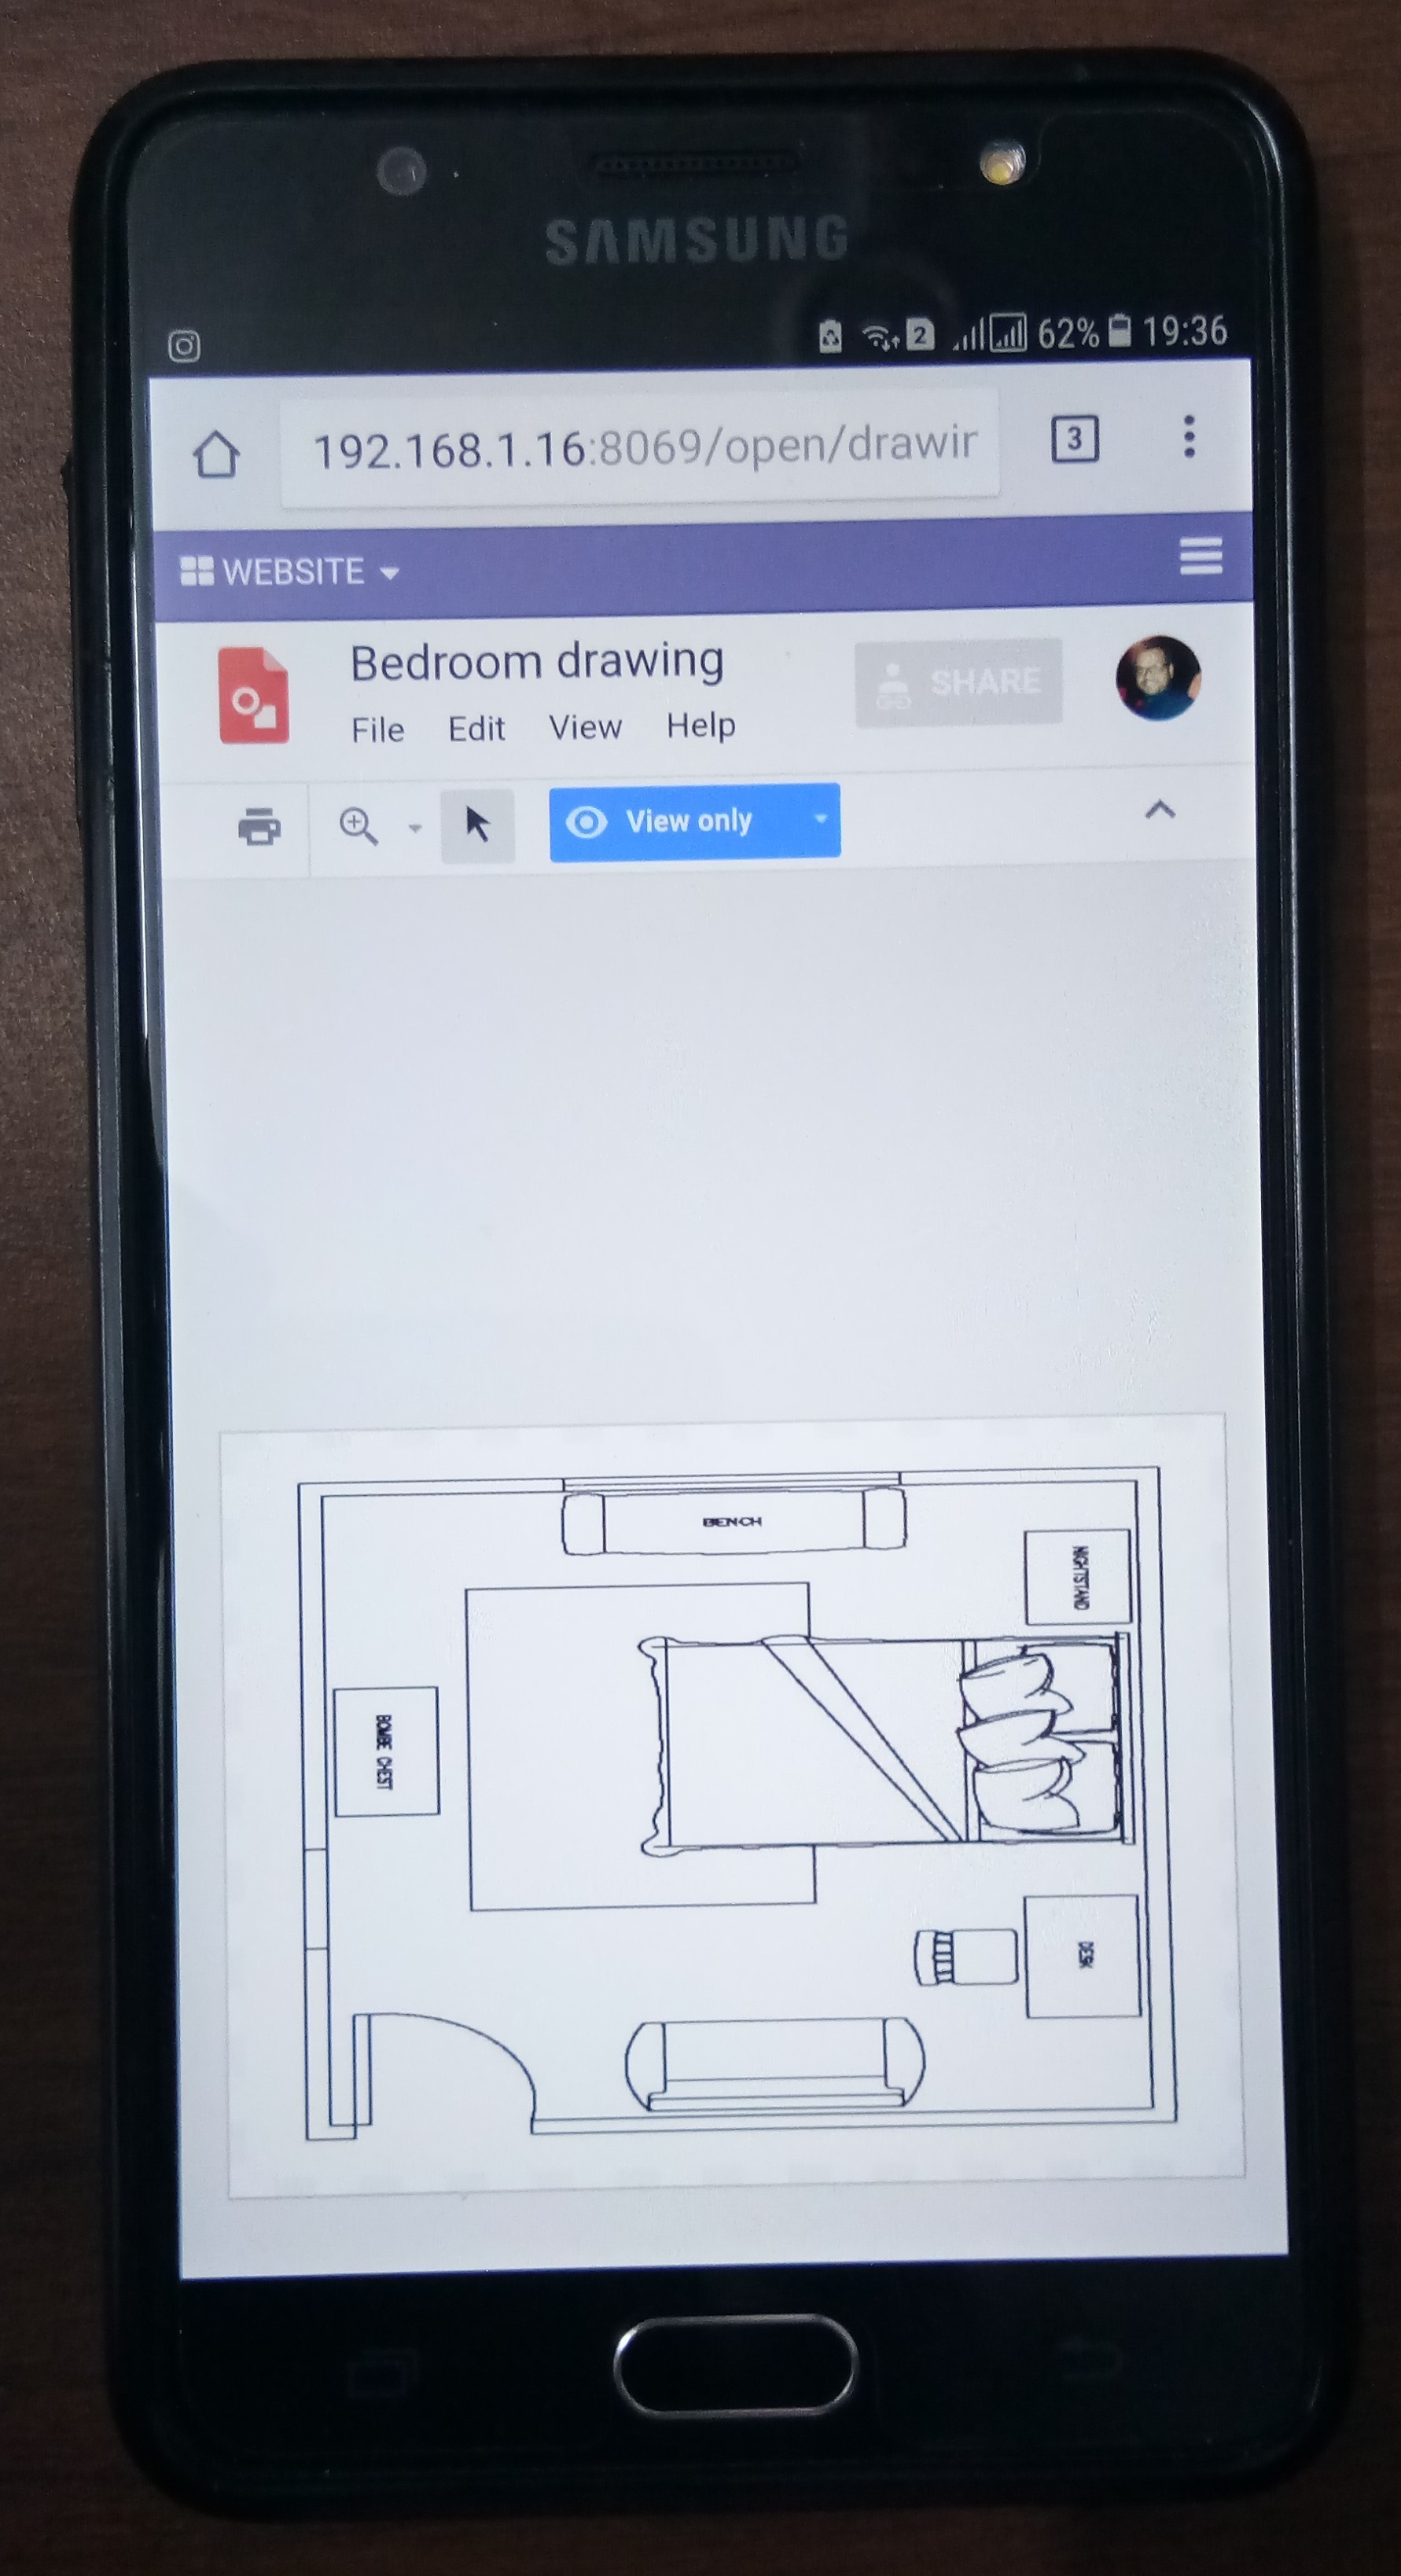 SAMSUNG
2 62% 19:36
192.168.1.16:8069/open/drawir 3
WEBSITE
Bedroom drawing
SHARE
File Edit View Help
View only
BENCH
NIGHTSTAND
BOMBE CHEST
DESK